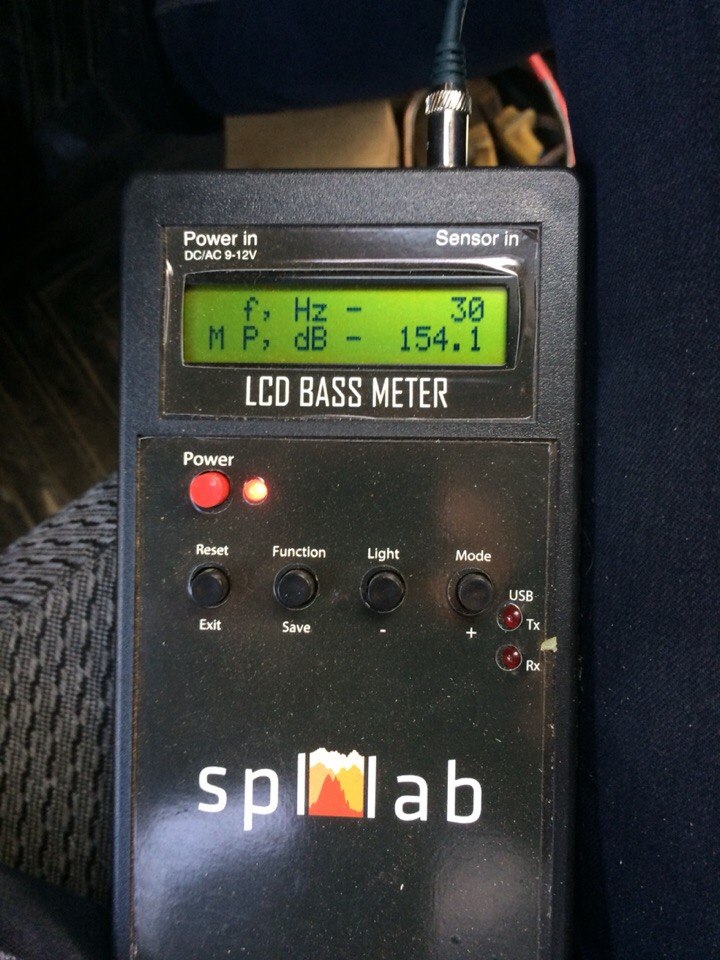 Power in Sensor in
DC/AC 9-12V
f, Hz - 30
M P, dB - 154.1
LCD BASS METER
Power
Reset Function Light Mode
USB
Tx
Exit Save - +
Rx
spl lab